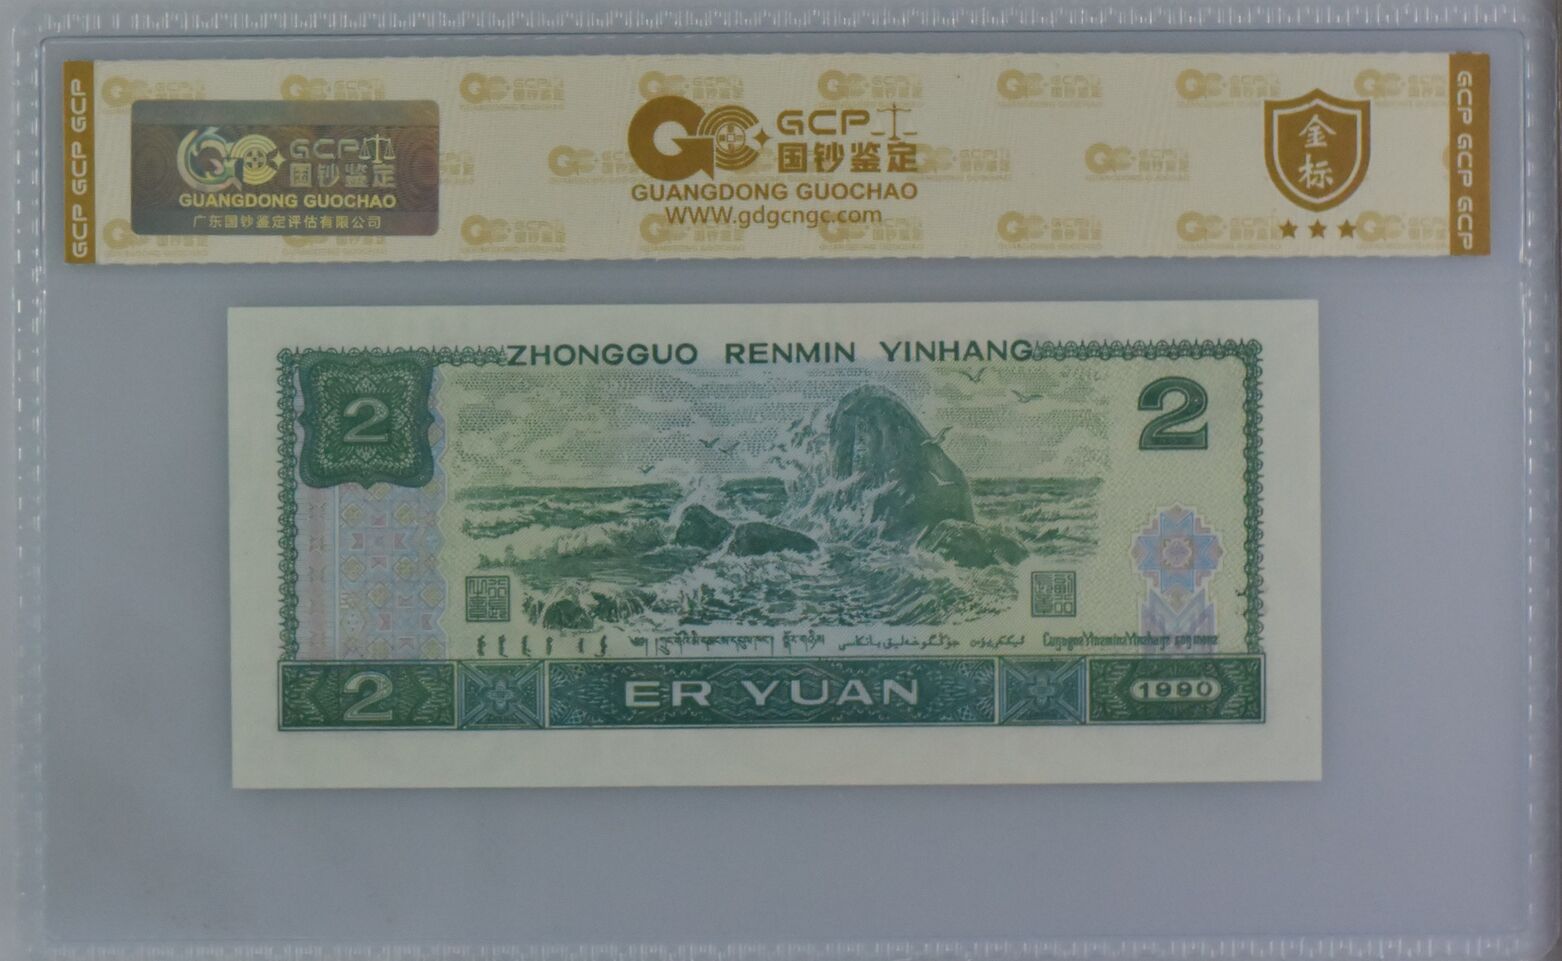 GCP GCP
GCP
国钞鉴定
GUANGDONG GUOCHAO
广东国钞鉴定评估有限公司
GCP
国钞鉴定
GUANGDONG GUOCHAO
WWW.gdgcngc.com
金标
GCP GCP
ZHONGGUO RENMIN YINHANG
2
2
2
ER YUAN
1990